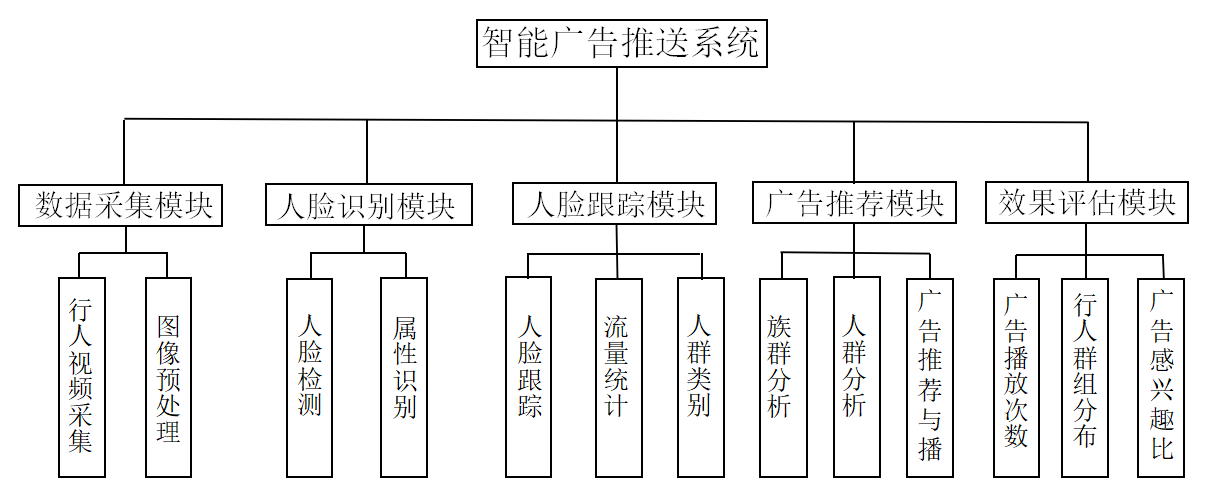 智能广告推送系统
数据采集模块
人脸识别模块
人脸跟踪模块
广告推荐模块
效果评估模块
行人视频采集
图像预处理
人脸检测
属性识别
人脸跟踪
流量统计
人群类别
族群分析
人群分析
广告推荐与播
广告播放次数
行人群组分布
广告感兴趣比